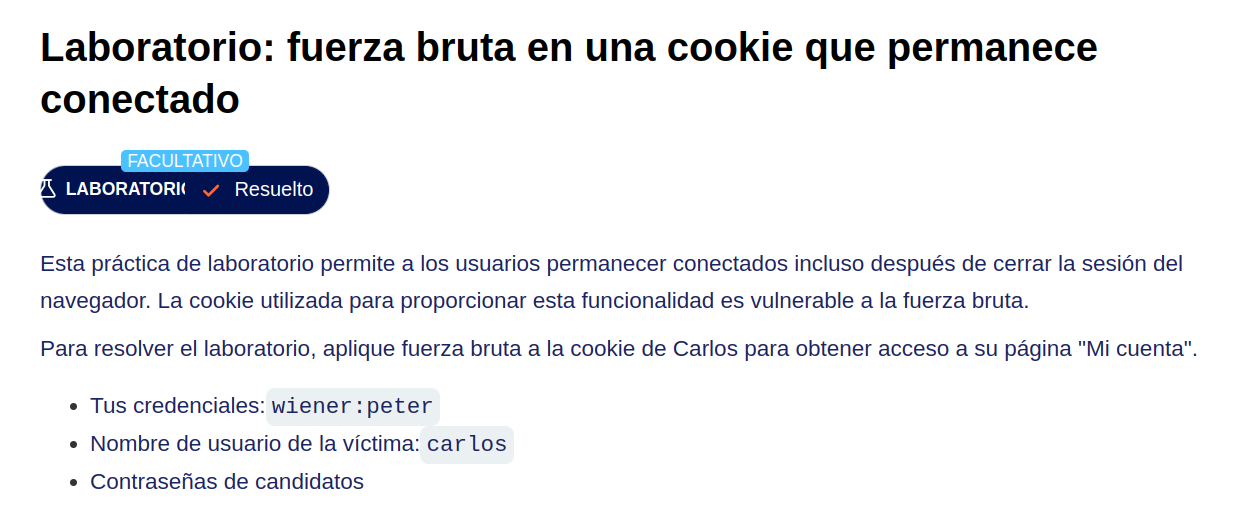 Laboratorio: fuerza bruta en una cookie que permanece
conectado
FACULTATIVO
LABORATORIO Resuelto
Esta práctica de laboratorio permite a los usuarios permanecer conectados incluso después de cerrar la sesión del
navegador. La cookie utilizada para proporcionar esta funcionalidad es vulnerable a la fuerza bruta.
Para resolver el laboratorio, aplique fuerza bruta a la cookie de Carlos para obtener acceso a su página "Mi cuenta".
Tus credenciales: wiener:peter
Nombre de usuario de la víctima: carlos
Contraseñas de candidatos